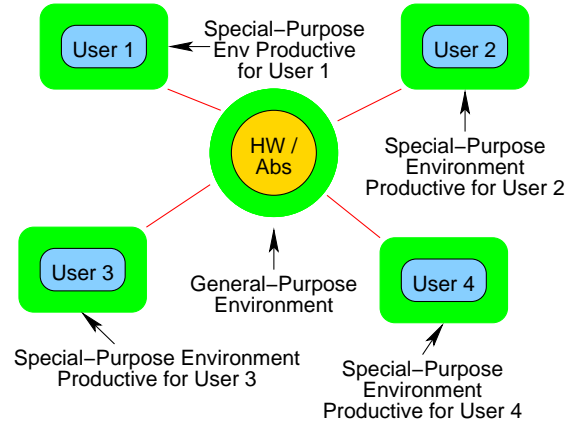 User 1
Special–Purpose
Env Productive
for User 1
User 2
HW /
Abs
Special–Purpose
Environment
Productive for User 2
User 3
General–Purpose
Environment
User 4
Special–Purpose Environment
Productive for User 3
Special–Purpose
Environment
Productive for User 4